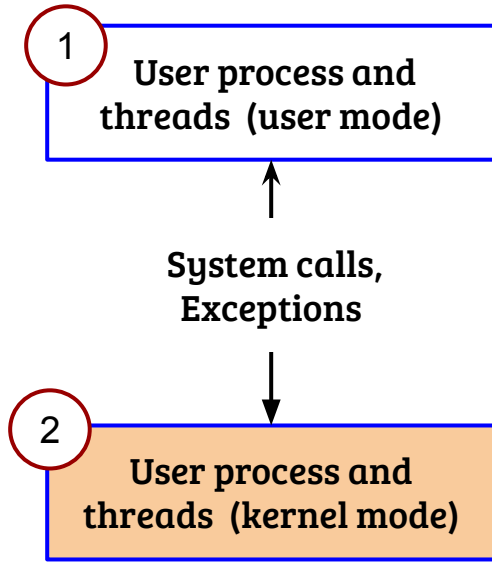 1
User process and
threads (user mode)
System calls,
Exceptions
2
User process and
threads (kernel mode)